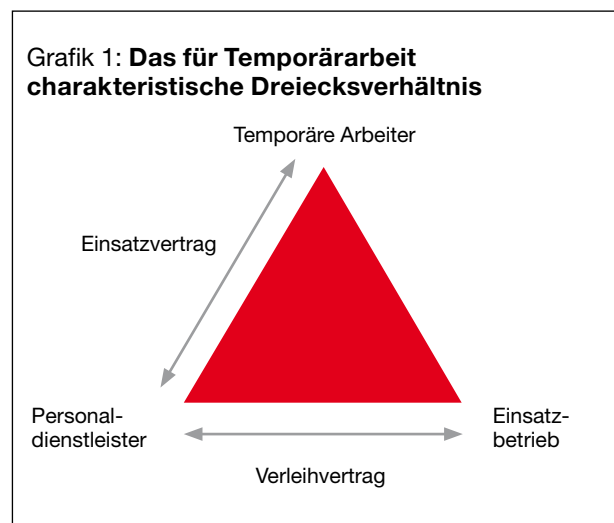 Grafik 1: Das für Temporärarbeit
charakteristische Dreiecksverhältnis
Temporäre Arbeiter
Einsatzvertrag
Personal-
dienstleister
Einsatz-
betrieb
Verleihvertrag